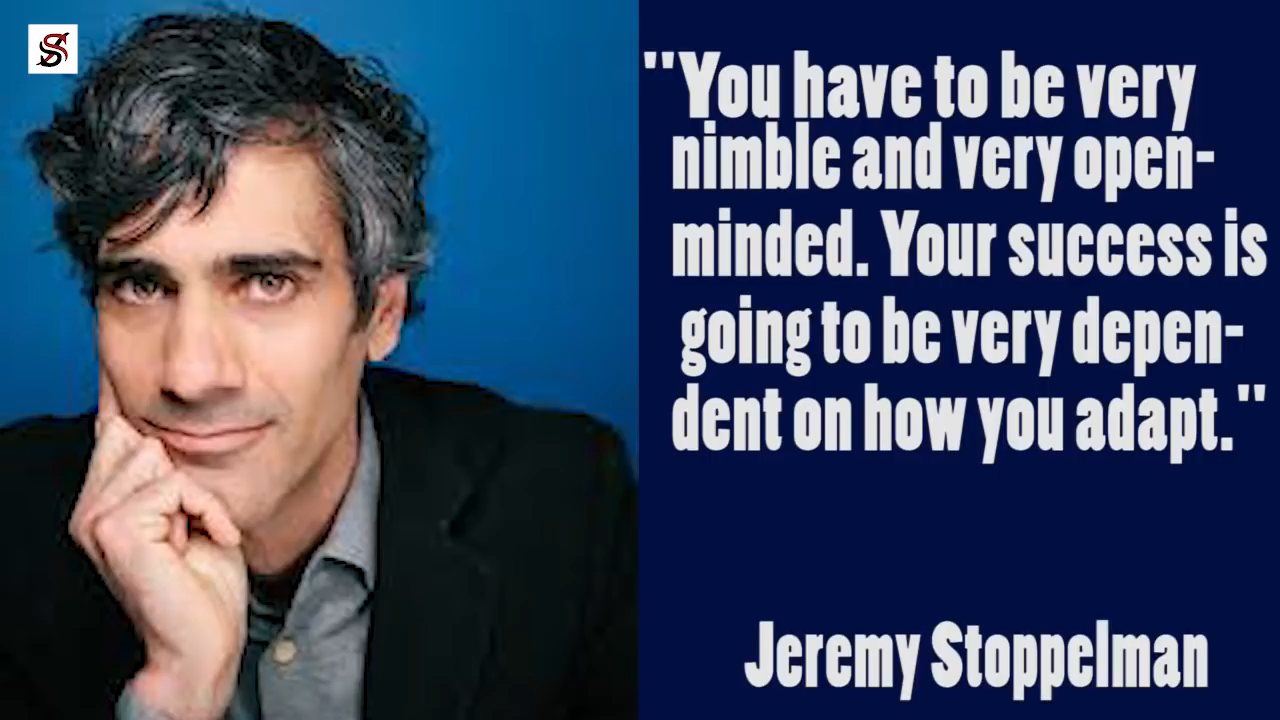 "You have to be very
nimble and very open-
minded. Your success is
going to be very depen-
dent on how you adapt."
Jeremy Stoppelman